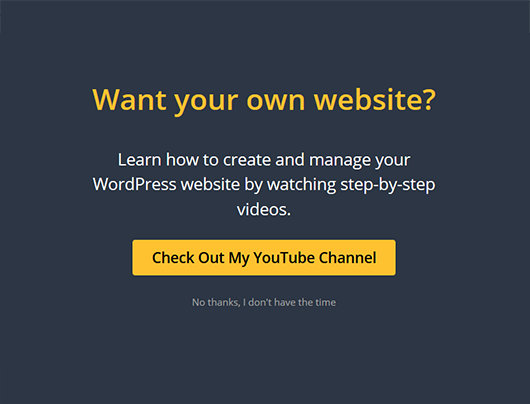 Want your own website?
Learn how to create and manage your
WordPress website by watching step-by-step
videos.
Check Out My YouTube Channel
No thanks, I don't have the time